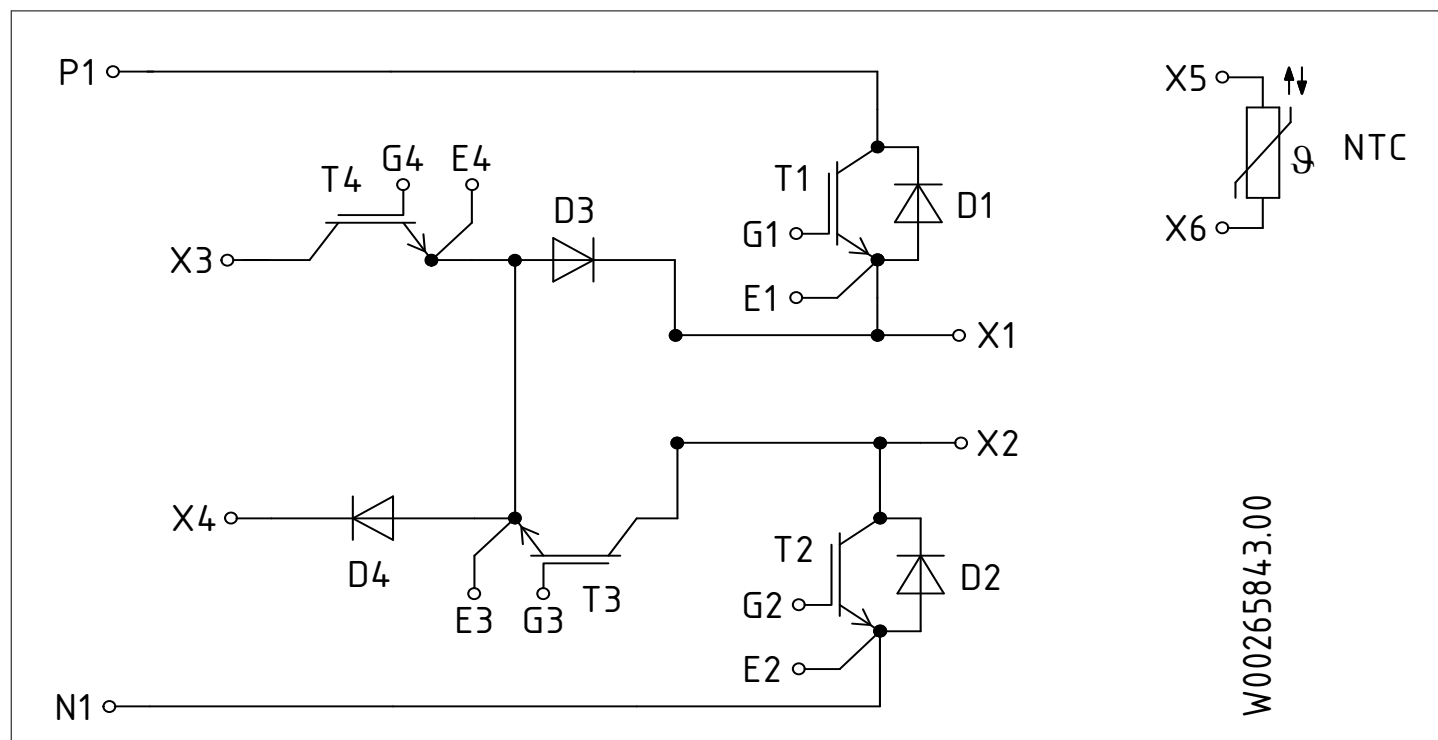 P1
X5
NTC
ϑ
X6
G4
E4
T4
D3
T1
D1
G1
X3
E1
X1
X2
X4
D4
E3
G3
T3
T2
D2
G2
E2
N1
W00265843.00